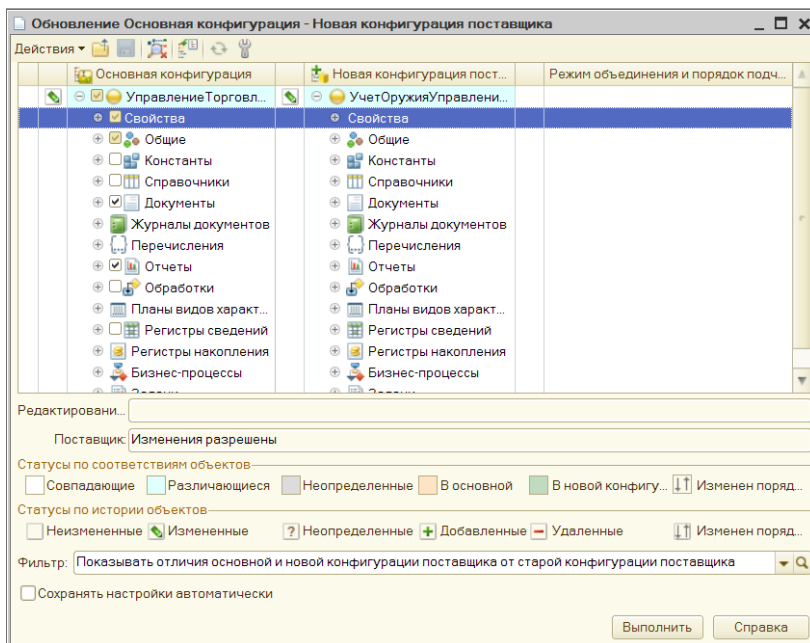 Обновление Основная конфигурация - Новая конфигурация поставщика
Действия
Основная конфигурация Новая конфигурация пост... Режим объединения и порядок подч...
УправлениеТорговл... УчетОружияУправлени...
Свойства Свойства
Общие Общие
Константы Константы
Справочники Справочники
Документы Документы
Журналы документов Журналы документов
Перечисления Перечисления
Отчеты Отчеты
Обработки Обработки
Планы видов характ... Планы видов характ...
Регистры сведений Регистры сведений
Регистры накопления Регистры накопления
Бизнес-процессы Бизнес-процессы
Редактировани...
Поставщик: Изменения разрешены
Статусы по соответствиям объектов
Совпадающие Различающиеся Неопределенные В основной В новой конфигу... Изменен поряд...
Статусы по истории объектов
Неизмененные Измененные ? Неопределенные Добавленные Удаленные Изменен поряд...
Фильтр: Показывать отличия основной и новой конфигурации поставщика от старой конфигурации поставщика
Сохранять настройки автоматически
Выполнить Справка